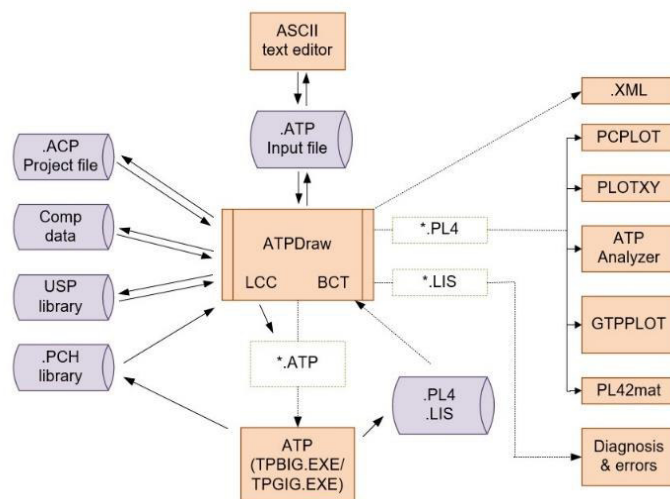 ASCII
text editor
.ATP
Input file
.XML
.ACP
Project file
PCPLOT
PLOTXY
Comp
data
ATPDraw
*.PL4
ATP
Analyzer
USP
library
LCC
BCT
*.LIS
GTPPLOT
.PCH
library
*.ATP
.PL4
.LIS
PL42mat
ATP
(TPBIG.EXE/
TPGIG.EXE)
Diagnosis
& errors